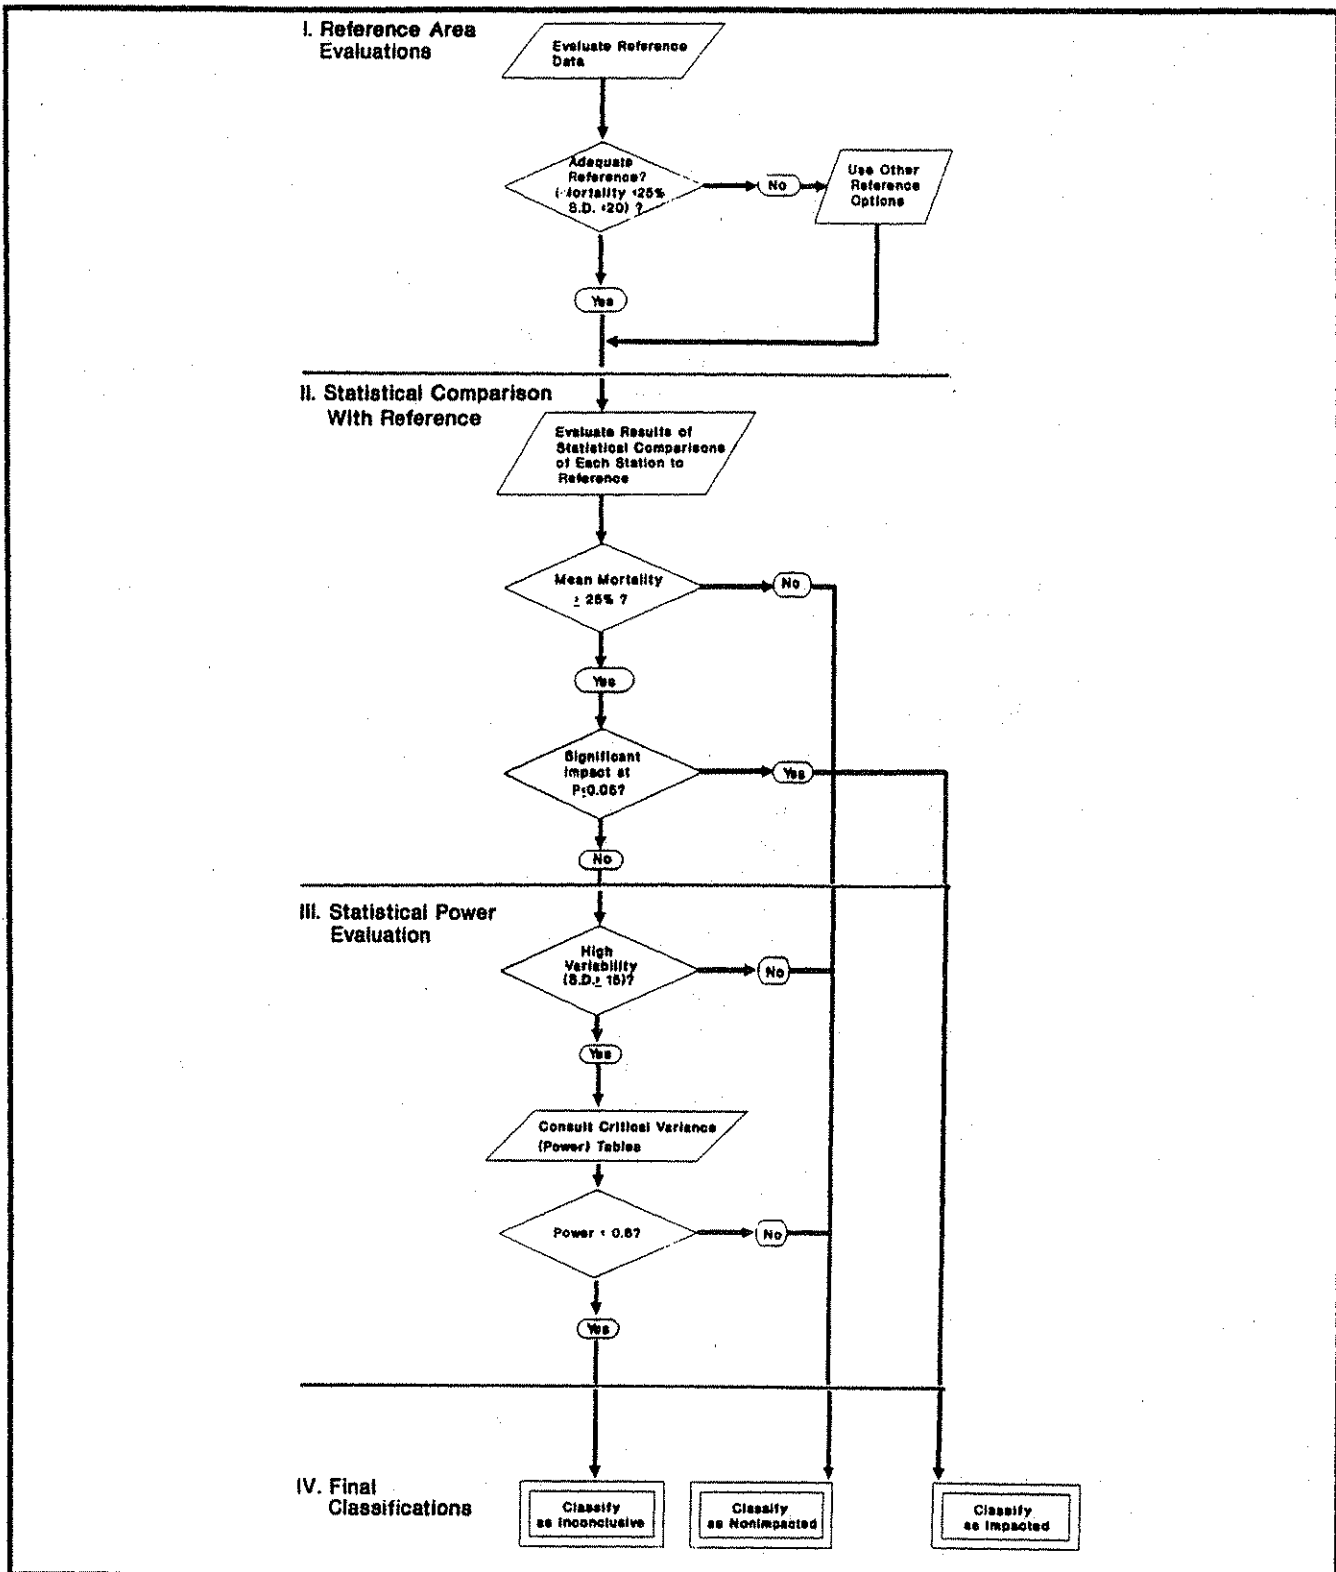 I. Reference Area
Evaluations
Evaluate Reference
Data
Adequate
Reference?
(Mortality <25%
S.D. <20) ?
No
Use Other
Reference
Options
Yes
II. Statistical Comparison
With Reference
Evaluate Results of
Statistical Comparisons
of Each Station to
Reference
Mean Mortality
≥ 25% ?
No
Yes
Significant
Impact at
P≤0.05?
Yes
No
III. Statistical Power
Evaluation
High
Variability
(S.D.≥ 15)?
No
Yes
Consult Critical Variance
(Power) Tables
Power < 0.6?
No
Yes
IV. Final
Classifications
Classify
as Inconclusive
Classify
as Nonimpacted
Classify
as Impacted